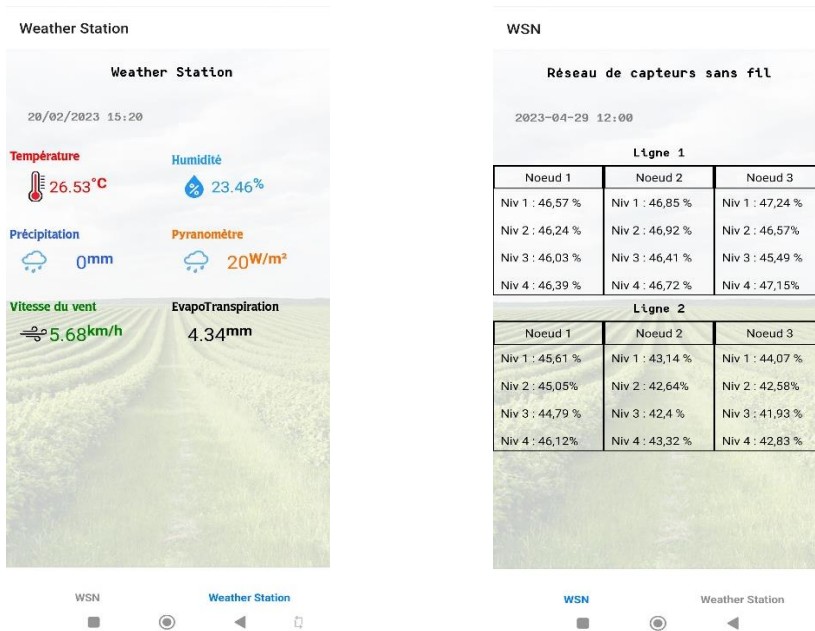 Weather Station
Weather Station
20/02/2023 15:20
Température
Humidité
26.53°C
23.46%
Précipitation
Pyranomètre
0mm
20W/m²
Vitesse du vent
EvapoTranspiration
5.68km/h
4.34mm
WSN
Weather Station
WSN
Réseau de capteurs sans fil
2023-04-29 12:00
Ligne 1
Noeud 1 Noeud 2 Noeud 3
Niv 1 : 46,57 % Niv 1 : 46,85 % Niv 1 : 47,24 %
Niv 2 : 46,24 % Niv 2 : 46,92 % Niv 2 : 46,57%
Niv 3 : 46,03 % Niv 3 : 46,41 % Niv 3 : 45,49 %
Niv 4 : 46,39 % Niv 4 : 46,72 % Niv 4 : 47,15%
Ligne 2
Noeud 1 Noeud 2 Noeud 3
Niv 1 : 45,61 % Niv 1 : 43,14 % Niv 1 : 44,07 %
Niv 2 : 45,05% Niv 2 : 42,64% Niv 2 : 42,58%
Niv 3 : 44,79 % Niv 3 : 42,4 % Niv 3 : 41,93 %
Niv 4 : 46,12% Niv 4 : 43,32 % Niv 4 : 42,83 %
WSN
Weather Station